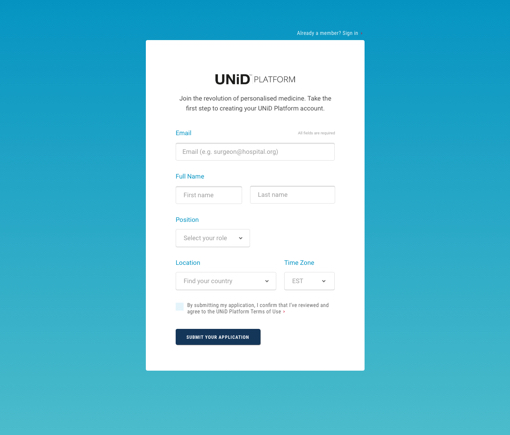 Already a member? Sign in
UNiD PLATFORM
Join the revolution of personalised medicine. Take the
first step to creating your UNiD Platform account.
Email
All fields are required
Email (e.g. surgeon@hospital.org)
Full Name
First name
Last name
Position
Select your role
Location
Time Zone
Find your country
EST
By submitting my application, I confirm that I've reviewed and
agree to the UNiD Platform Terms of Use
SUBMIT YOUR APPLICATION